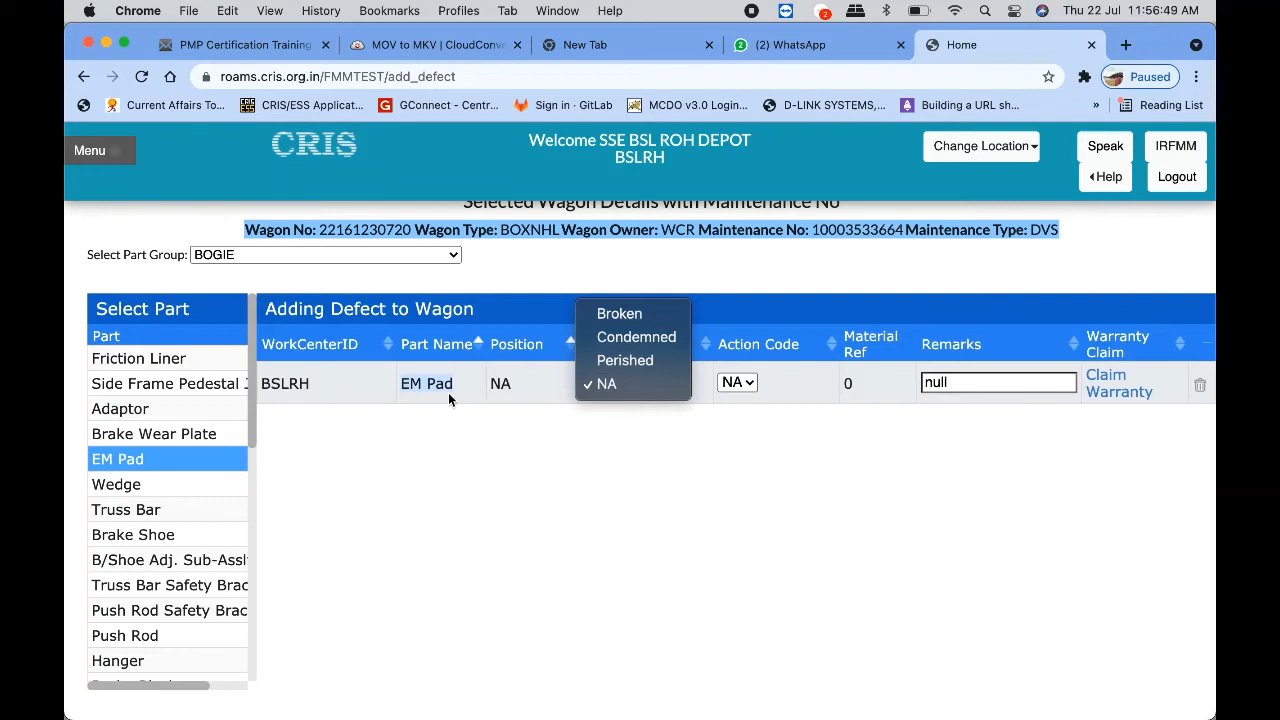 Chrome File Edit View History Bookmarks Profiles Tab Window Help 2 Thu 22 Jul 11:56:49 AM
PMP Certification Training × MOV to MKV | CloudConv × New Tab × (2) WhatsApp × Home × +
roams.cris.org.in/FMMTEST/add_defect Paused
Current Affairs To... CRIS/ESS Applicat... GConnect - Centr... Sign in · GitLab MCDO v3.0 Login... D-LINK SYSTEMS,... Building a URL sh... » Reading List
Menu
CRIS
Welcome SSE BSL ROH DEPOT
BSLRH
Change Location
Speak
IRFMM
Help
Logout
Selected Wagon Details with Maintenance No
Wagon No: 22161230720 Wagon Type: BOXNHL Wagon Owner: WCR Maintenance No: 10003533664 Maintenance Type: DVS
Select Part Group: BOGIE
Select Part
Part
Friction Liner
Side Frame Pedestal
Adaptor
Brake Wear Plate
EM Pad
Wedge
Truss Bar
Brake Shoe
B/Shoe Adj. Sub-Assl
Truss Bar Safety Brac
Push Rod Safety Brac
Push Rod
Hanger
Adding Defect to Wagon
WorkCenterID Part Name Position Action Code Material Ref Remarks Warranty Claim
BSLRH EM Pad NA NA 0 null Claim Warranty
Broken
Condemned
Perished
✓ NA